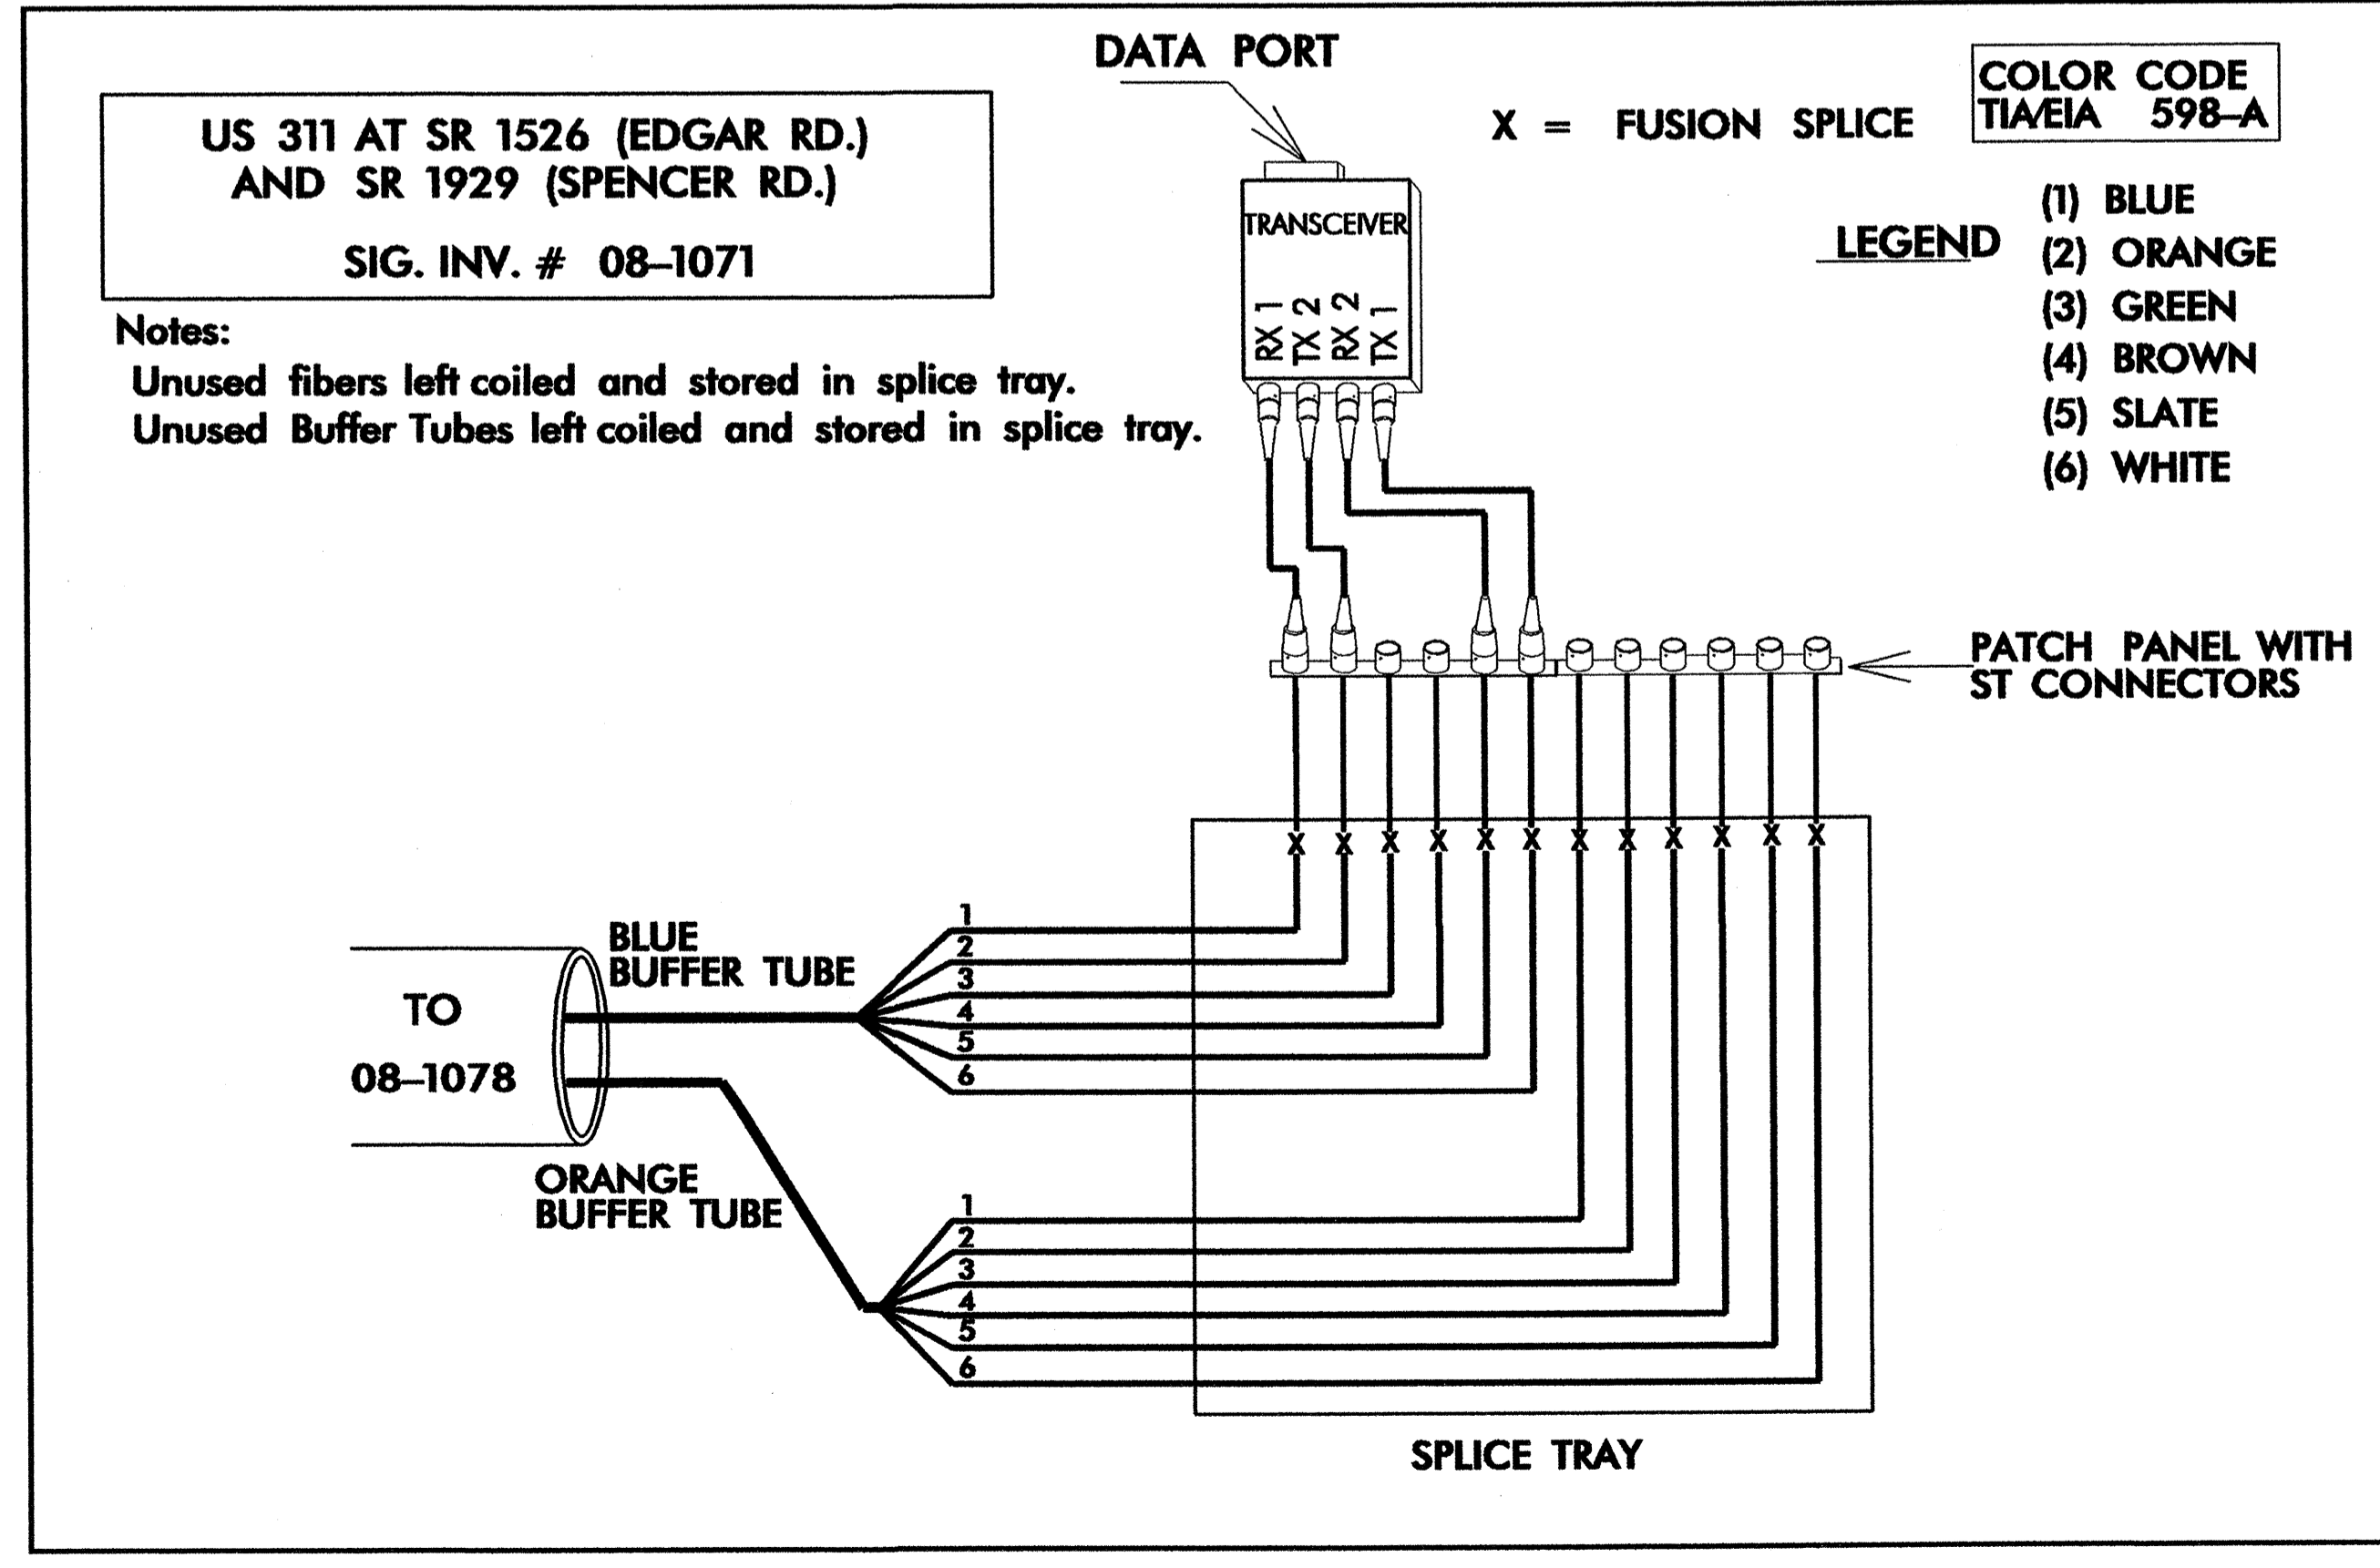 DATA PORT
COLOR CODE
TIA/EIA 598-A
X = FUSION SPLICE
US 311 AT SR 1526 (EDGAR RD.)
AND SR 1929 (SPENCER RD.)
SIG. INV. # 08-1071
Notes:
Unused fibers left coiled and stored in splice tray.
Unused Buffer Tubes left coiled and stored in splice tray.
TRANSCEIVER
RX 1
TX 2
RX 2
TX 1
LEGEND
(1) BLUE
(2) ORANGE
(3) GREEN
(4) BROWN
(5) SLATE
(6) WHITE
PATCH PANEL WITH
ST CONNECTORS
X X X X X X X X X X X X
BLUE
BUFFER TUBE
1
2
3
4
5
6
TO
08-1078
ORANGE
BUFFER TUBE
1
2
3
4
5
6
SPLICE TRAY